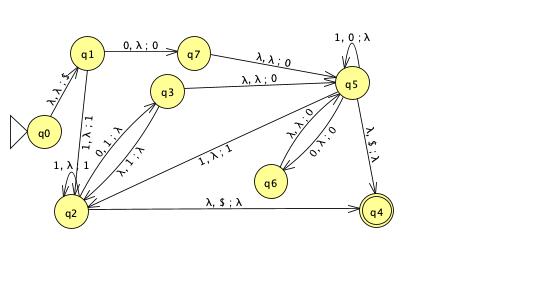 1, 0 ; λ
q1
0, λ ; 0
q7
λ, λ ; 0
λ, λ ; $
q3
λ, λ ; 0
q5
q0
1, λ ; 1
0, 1 ; λ
λ, 1 ; λ
λ, λ ; 0
0, λ ; 0
λ, $ ; λ
1, λ ; 1
1, λ ; 1
q6
q2
λ, $ ; λ
q4